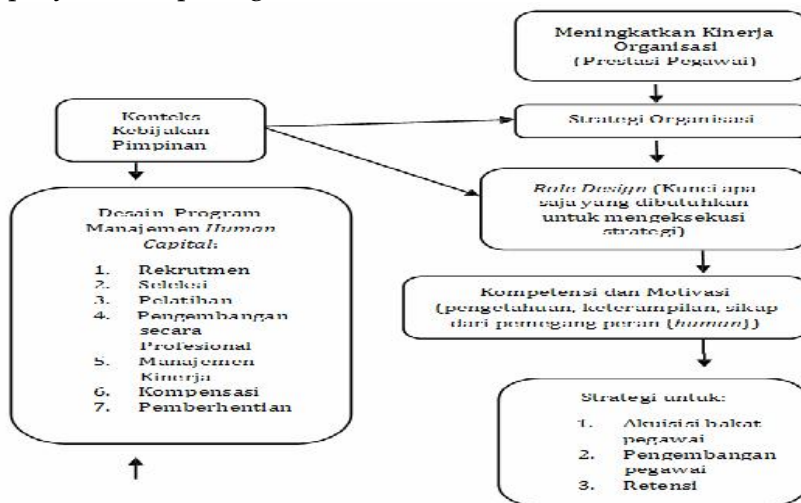 Meningkatkan Kinerja
Organisasi
(Prestasi Pegawai)
Konteks
Kebijakan
Pimpinan
Strategi Organisasi
Role Design (Kunci apa
saja yang dibutuhkan
untuk mengeksekusi
strategi)
Desain Program
Manajemen Human
Capital:
1. Rekrutmen
2. Seleksi
3. Pelatihan
4. Pengembangan
secara
Profesional
5. Manajemen
Kinerja
6. Kompensasi
7. Pemberhentian
Kompetensi dan Motivasi
(pengetahuan, keterampilan, sikap
dari pemegang peran (human))
Strategi untuk:
1. Akuisisi bakat
pegawai
2. Pengembangan
pegawai
3. Retensi